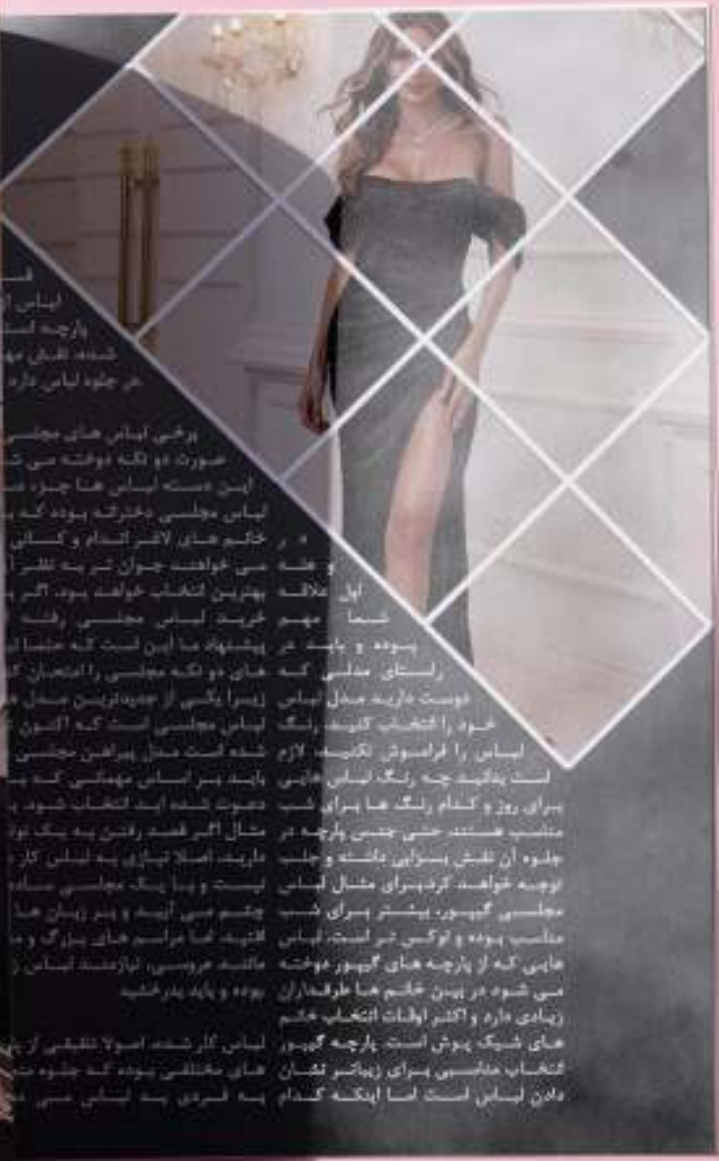 در
وهله
اول علاقه
شما مهم
بوده و باید در
راستای مدلی که
دوست دارید مدل لباس
خود را انتخاب کنید، رنگ
لباس را فراموش نکنید، لازم
است بدانید چه رنگ لباس هایی
برای روز و کدام رنگ ها برای شب
مناسب هستند، حتی جنس پارچه در
جلوه آن نقش بسزایی داشته و جلب
توجه خواهد کرد.برای مثال لباس
مجلسی گیپور، بیشتر برای شب
مناسب بوده و لوکس تر است. لباس
هایی که از پارچه های گیپور دوخته
می شود در بین خانم ها طرفداران
زیادی دارد و اکثر اوقات انتخاب خانم
های شیک پوش است. پارچه گیپور
انتخاب مناسبی برای زیباتر نشان
دادن لباس است اما اینکه کدام
لباس از
پارچه است
شده، نقش
در جلوه لباس دارد
برخی لباس های مجلسی
صورت دو تکه دوخته می
این دسته لباس ها جزء
لباس مجلسی دخترانه بوده که
خانم های لاغر اندام و
می خواهند جوان تر به نظر
بهترین انتخاب خواهد بود. اگر
خرید لباس مجلسی رفتید
پیشنهاد ما این است که حتما
های دو تکه مجلسی را امتحان
زیرا یکی از جدیدترین مدل
لباس مجلسی است که اکنون
شده است مدل پیراهن مجلسی
باید بر اساس مهمانی که
دعوت شده اید انتخاب شود.
مثال اگر قصد رفتن به یک
دارید، اصلا نیازی به لباس کار
نیست و با یک مجلسی ساده
چشم می آیید و بر زبان ها
افتید. اما مراسم های بزرگ و
مانند عروسی، نیازمند لباس
بوده و باید بدرخشید
لباس کار شده، اصولا تلفیقی از
های مختلفی بوده که جلوه
به فردی به لباس می